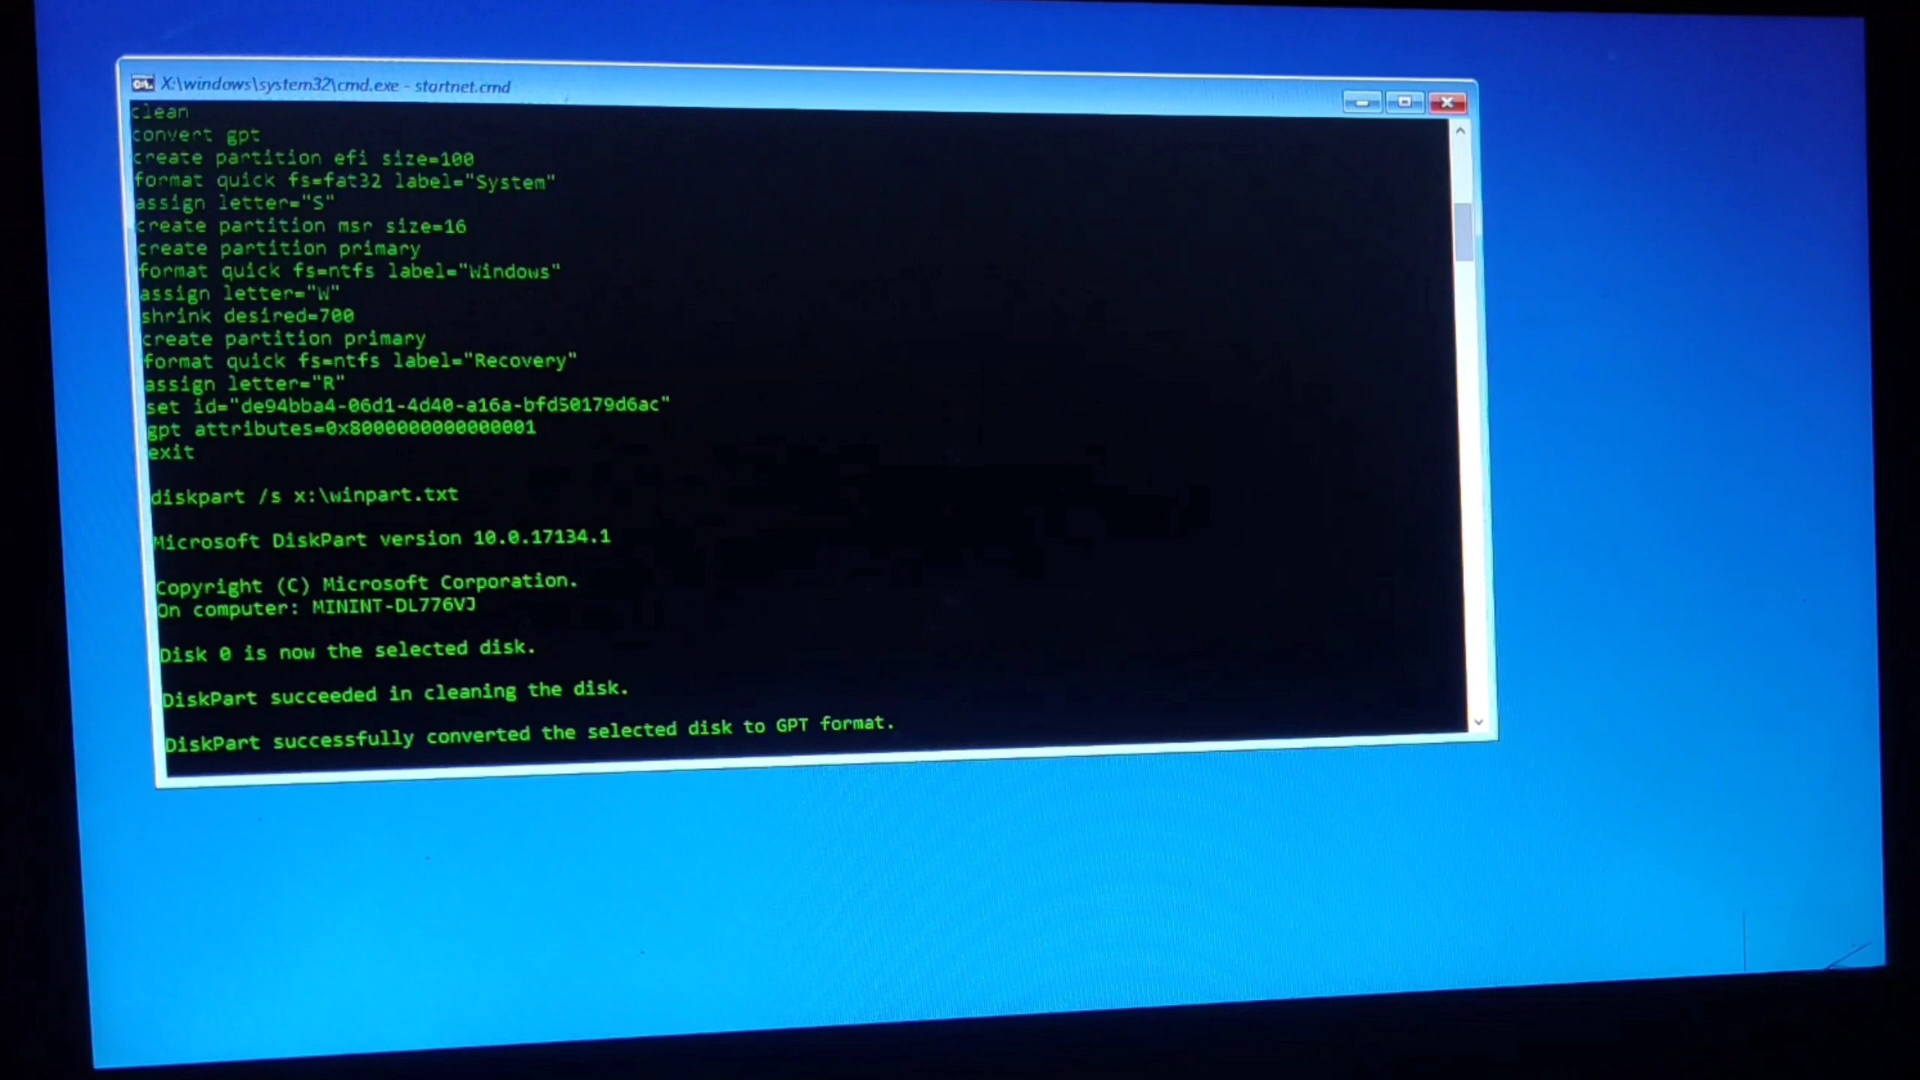 X:\windows\system32\cmd.exe - startnet.cmd
clean
convert gpt
create partition efi size=100
format quick fs=fat32 label="System"
assign letter="S"
create partition msr size=16
create partition primary
format quick fs=ntfs label="Windows"
assign letter="W"
shrink desired=700
create partition primary
format quick fs=ntfs label="Recovery"
assign letter="R"
set id="de94bba4-06d1-4d40-a16a-bfd50179d6ac"
gpt attributes=0x8000000000000001
exit
diskpart /s x:\winpart.txt
Microsoft DiskPart version 10.0.17134.1
Copyright (C) Microsoft Corporation.
On computer: MININT-DL776VJ
Disk 0 is now the selected disk.
DiskPart succeeded in cleaning the disk.
DiskPart successfully converted the selected disk to GPT format.